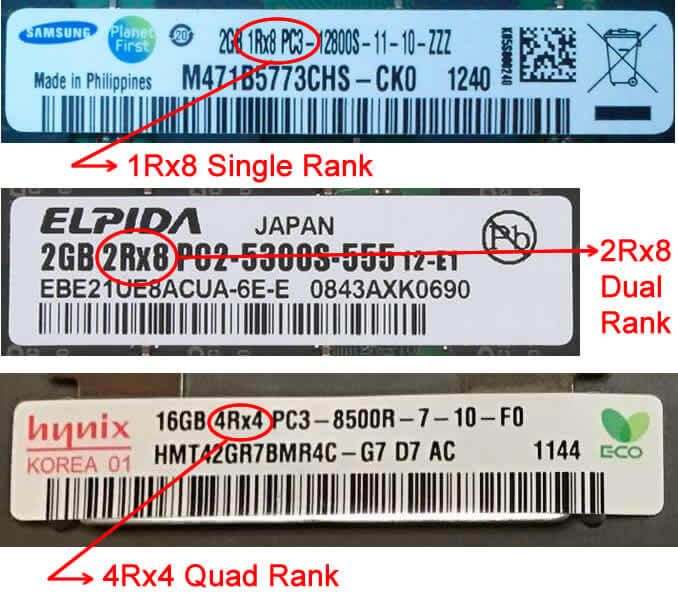 SAMSUNG
Planet First
20
2GB 1Rx8 PC3-12800S-11-10-ZZZ
Made in Philippines
M471B5773CHS-CK0 1240
1Rx8 Single Rank
ELPIDA JAPAN
Pb
2GB 2Rx8 PC2-5300S-555 12-E1
EBE21UE8ACUA-6E-E 0843AXK0690
2Rx8
Dual
Rank
hynix
KOREA 01
16GB 4Rx4 PC3-8500R-7-10-F0
HMT42GR7BMR4C-G7 D7 AC 1144
ECO
4Rx4 Quad Rank